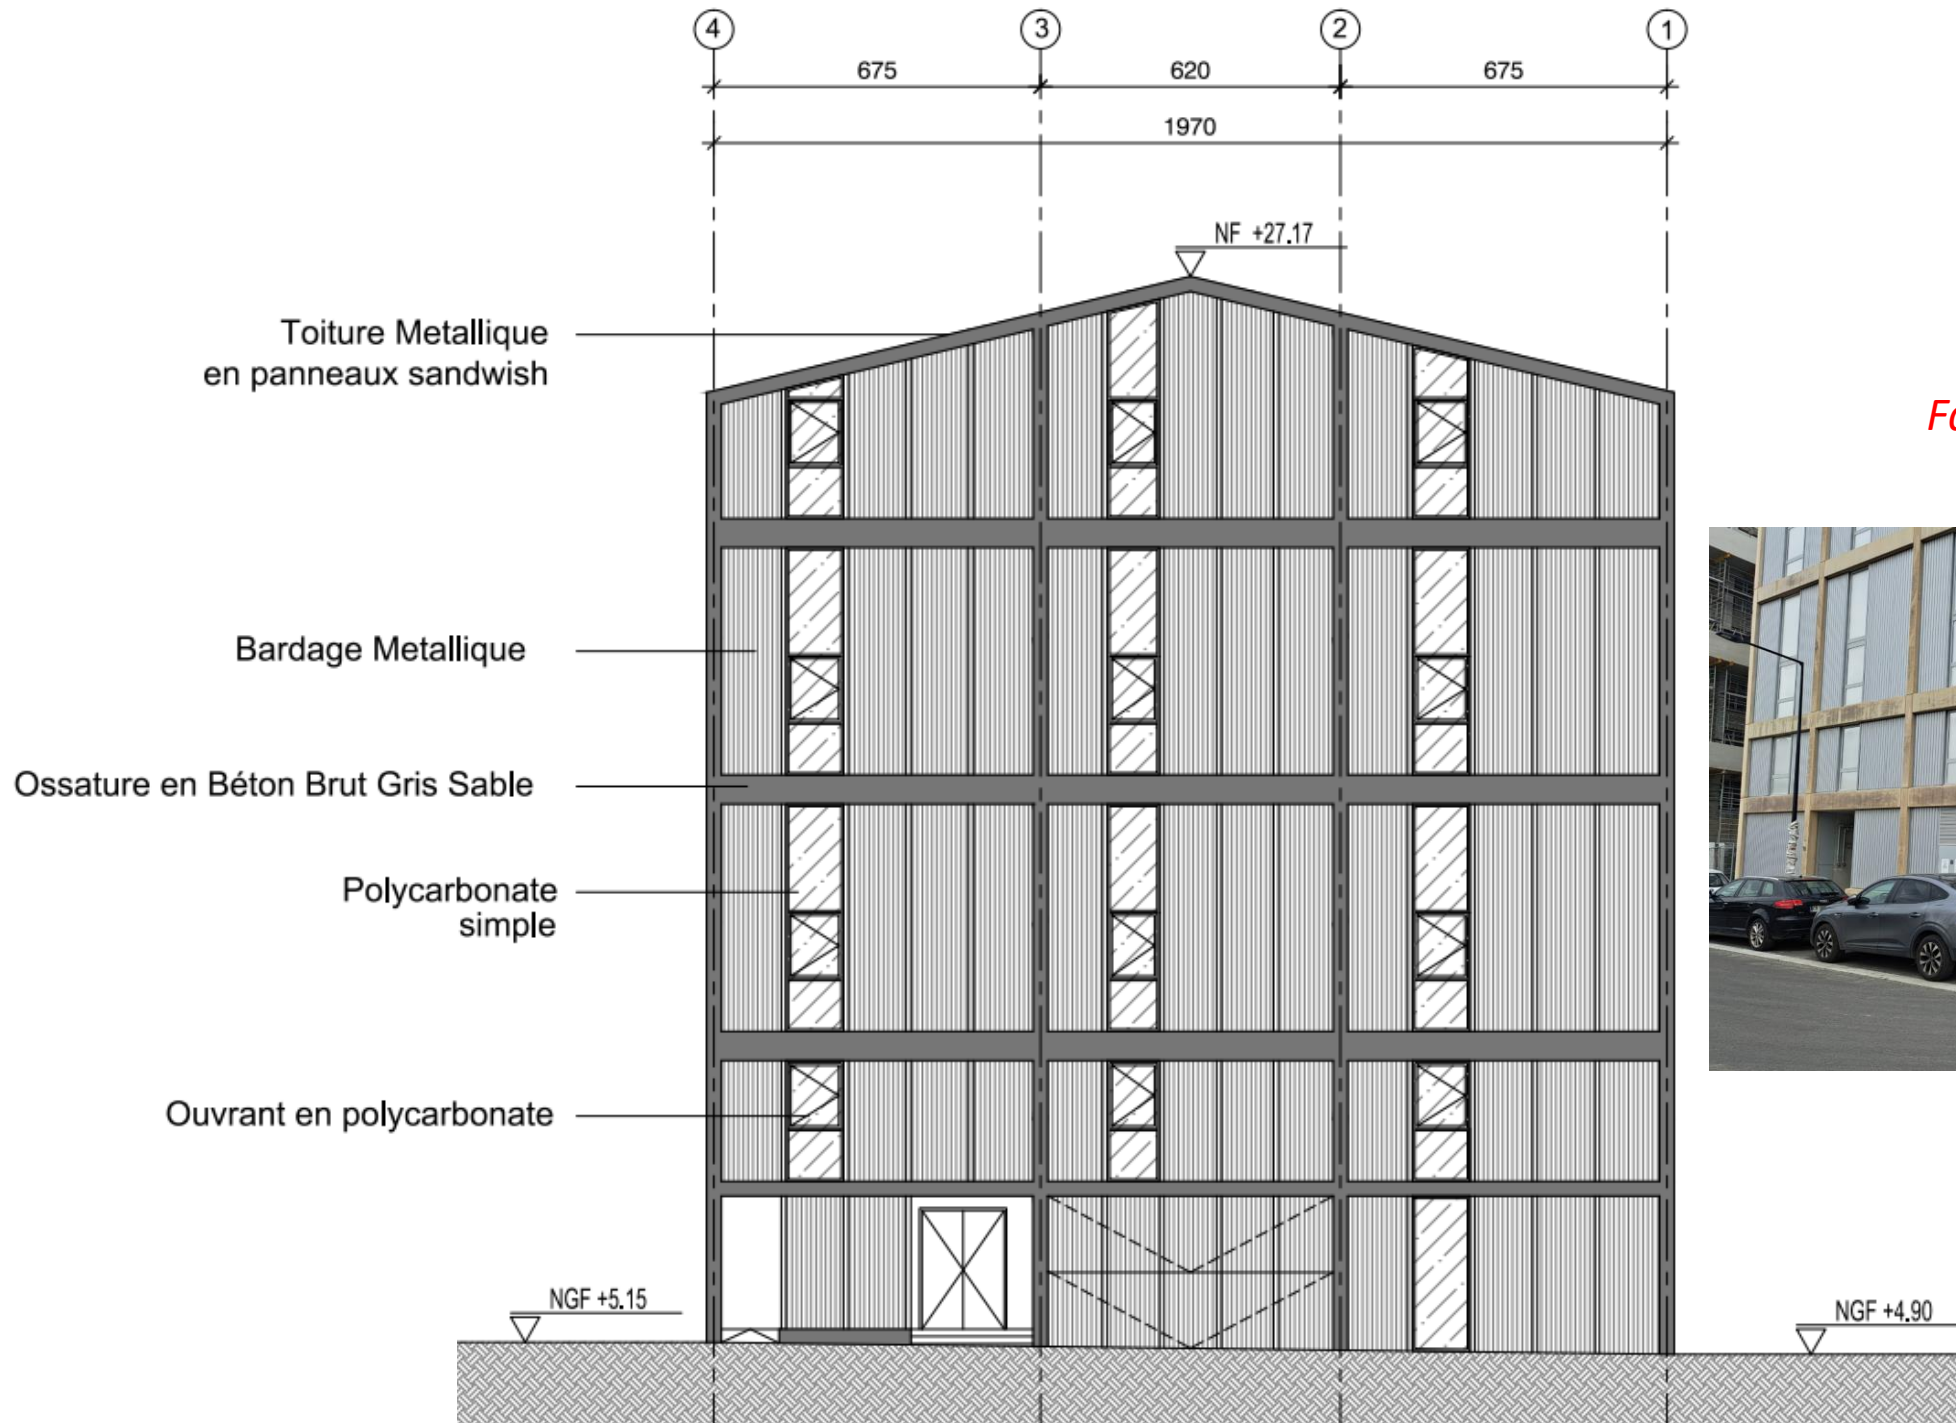 4
3
2
1
675
620
675
1970
NF +27.17
Toiture Metallique
en panneaux sandwish
Bardage Metallique
Ossature en Béton Brut Gris Sable
Polycarbonate
simple
Ouvrant en polycarbonate
NGF +5.15
NGF +4.90